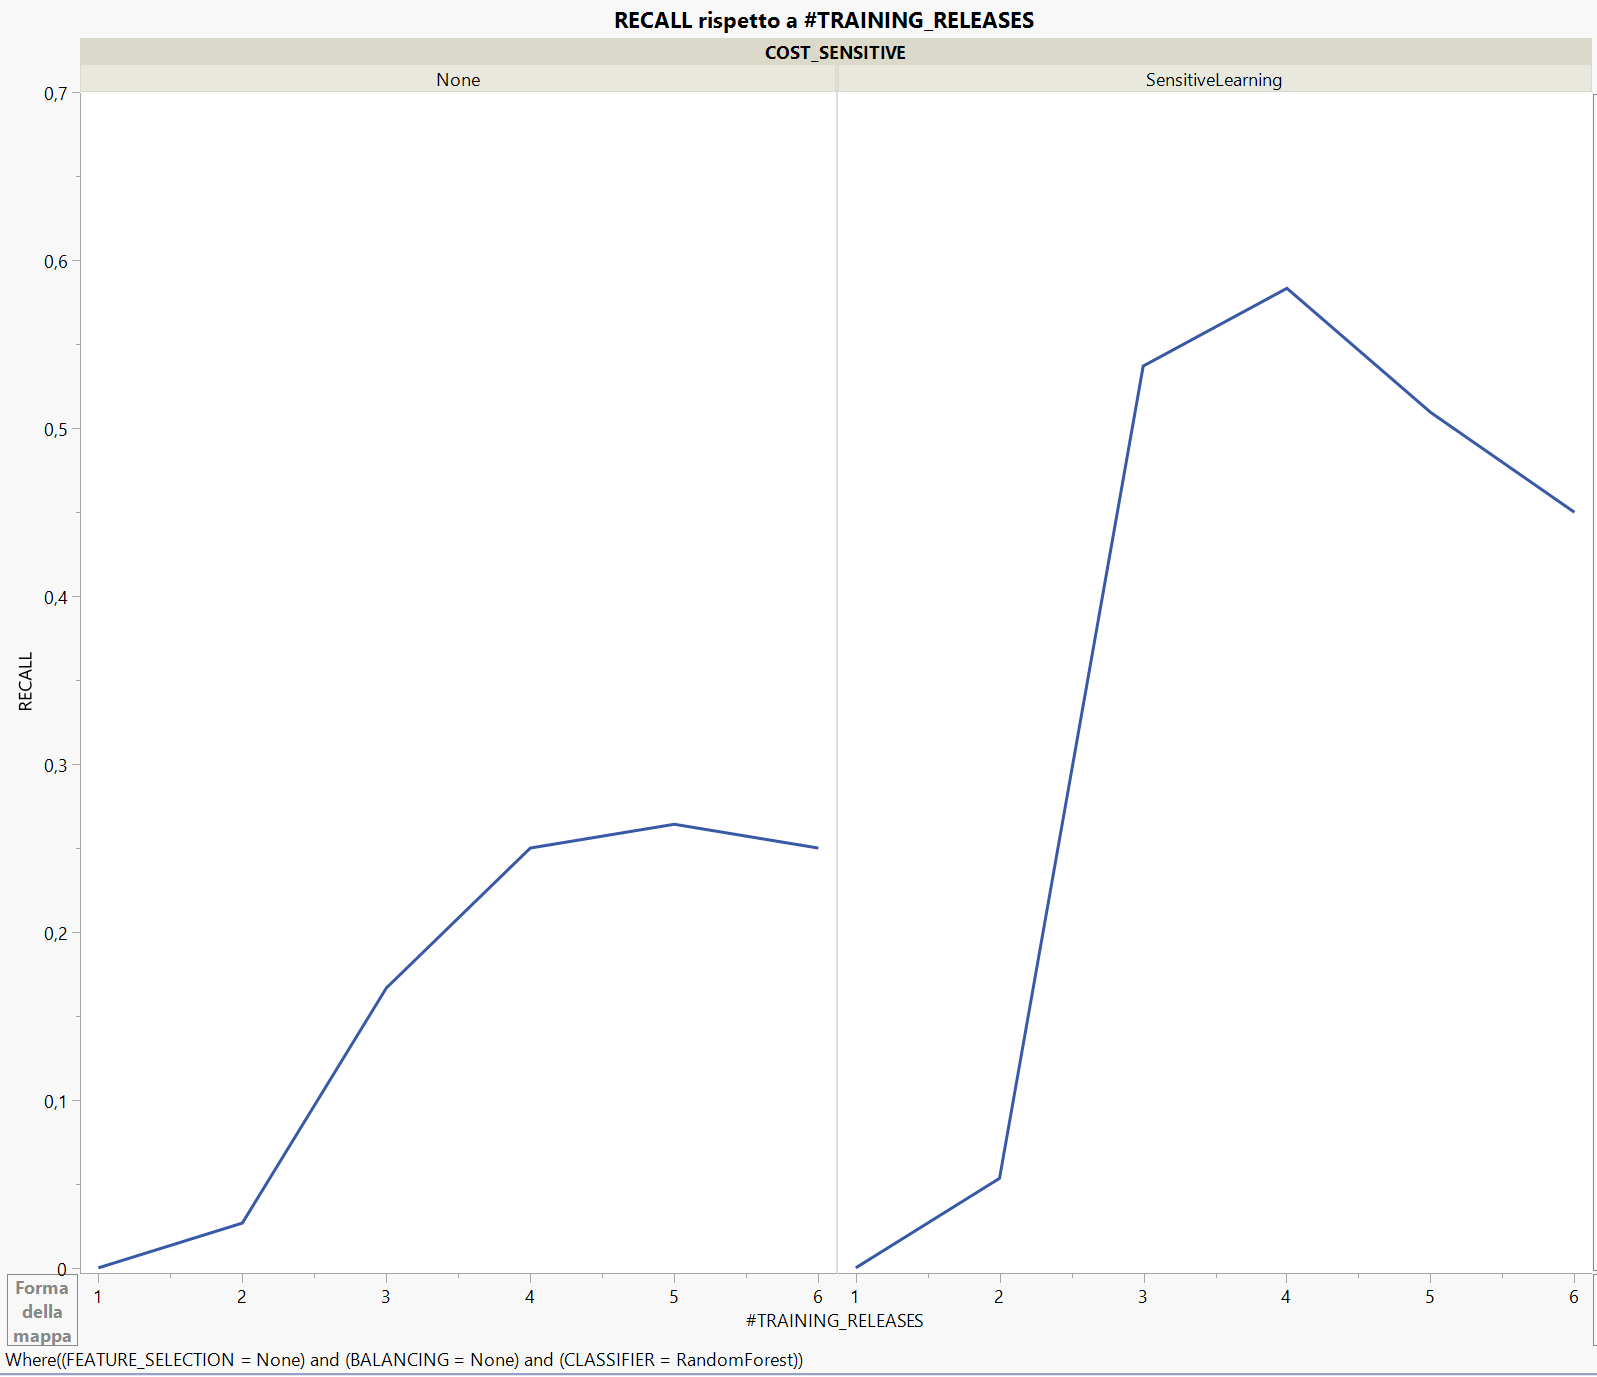 RECALL rispetto a #TRAINING_RELEASES
COST_SENSITIVE
None
SensitiveLearning
0,7
0,6
0,5
0,4
0,3
0,2
0,1
0
RECALL
1 2 3 4 5 6
1 2 3 4 5 6
#TRAINING_RELEASES
Forma
della
mappa
Where((FEATURE_SELECTION = None) and (BALANCING = None) and (CLASSIFIER = RandomForest))